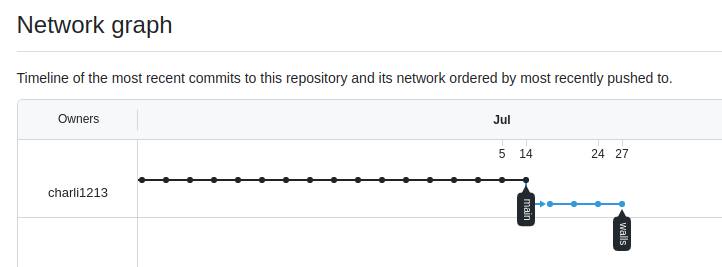 Network graph
Timeline of the most recent commits to this repository and its network ordered by most recently pushed to.
Owners
Jul
5 14 24 27
charli1213
main
walls